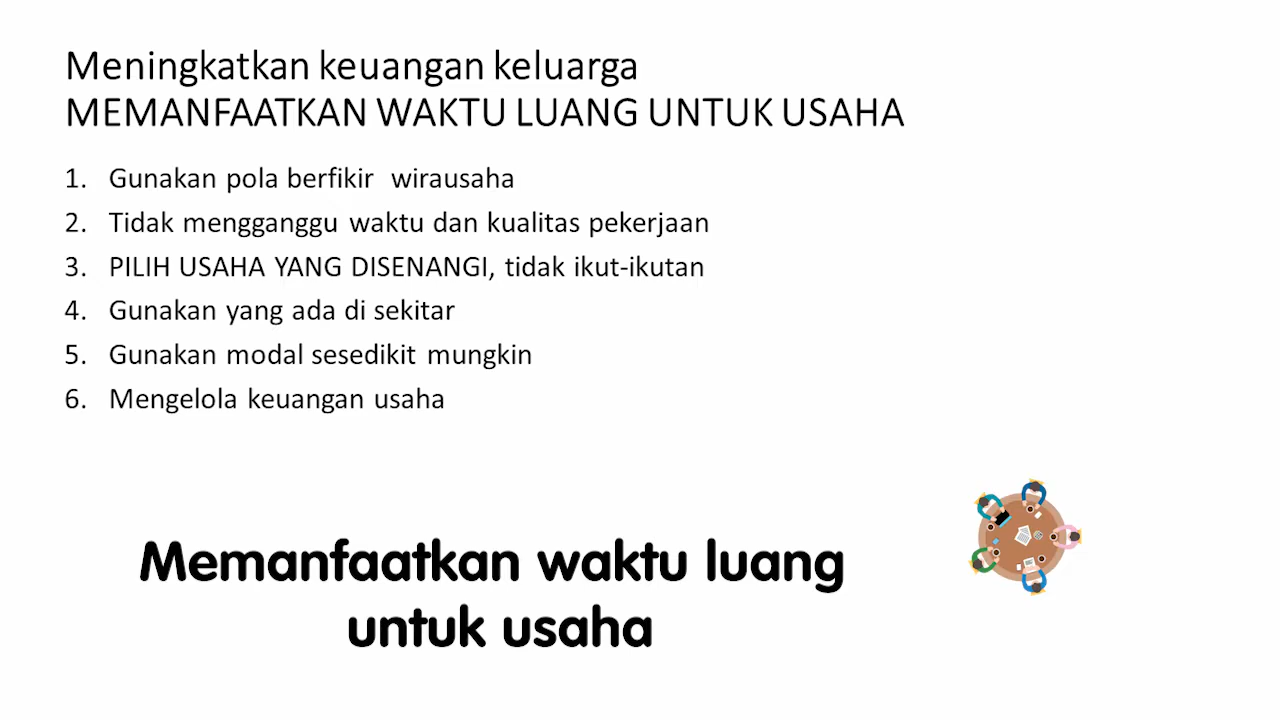 Meningkatkan keuangan keluarga
MEMANFAATKAN WAKTU LUANG UNTUK USAHA
1. Gunakan pola berfikir wirausaha
2. Tidak mengganggu waktu dan kualitas pekerjaan
3. PILIH USAHA YANG DISENANGI, tidak ikut-ikutan
4. Gunakan yang ada di sekitar
5. Gunakan modal sesedikit mungkin
6. Mengelola keuangan usaha
Memanfaatkan waktu luang
untuk usaha